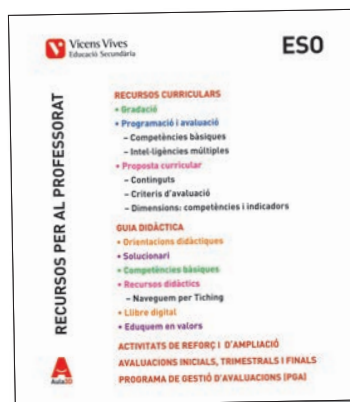 Vicens Vives
Educació Secundària
ESO
RECURSOS PER AL PROFESSORAT
RECURSOS CURRICULARS
• Gradació
• Programació i avaluació
– Competències bàsiques
– Intel·ligències múltiples
• Proposta curricular
– Continguts
– Criteris d'avaluació
– Dimensions: competències i indicadors
GUIA DIDÀCTICA
• Orientacions didàctiques
• Solucionari
• Competències bàsiques
• Recursos didàctics
– Naveguem per Tiching
• Llibre digital
• Eduquem en valors
ACTIVITATS DE REFORÇ I D'AMPLIACIÓ
AVALUACIONS INICIALS, TRIMESTRALS I FINALS
PROGRAMA DE GESTIÓ D'AVALUACIONS (PGA)
Aula3D